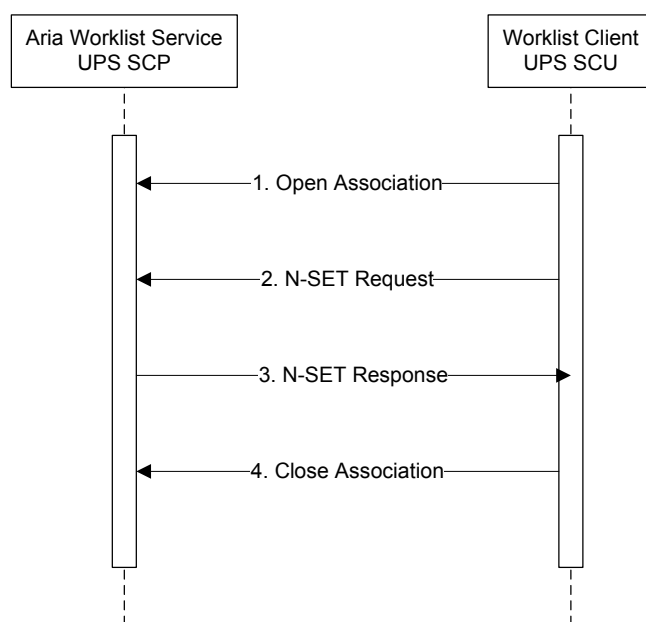 Aria Worklist Service
UPS SCP
Worklist Client
UPS SCU
1. Open Association
2. N-SET Request
3. N-SET Response
4. Close Association